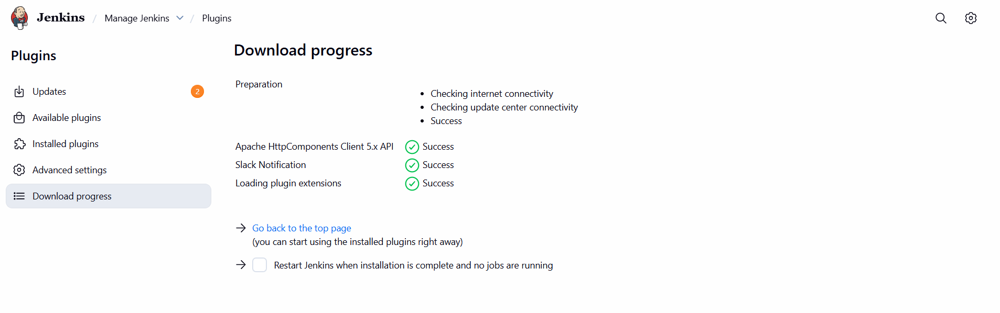 Jenkins / Manage Jenkins / Plugins
Plugins
Updates 2
Available plugins
Installed plugins
Advanced settings
Download progress
Download progress
Preparation
• Checking internet connectivity
• Checking update center connectivity
• Success
Apache HttpComponents Client 5.x API Success
Slack Notification Success
Loading plugin extensions Success
→ Go back to the top page
(you can start using the installed plugins right away)
→ Restart Jenkins when installation is complete and no jobs are running